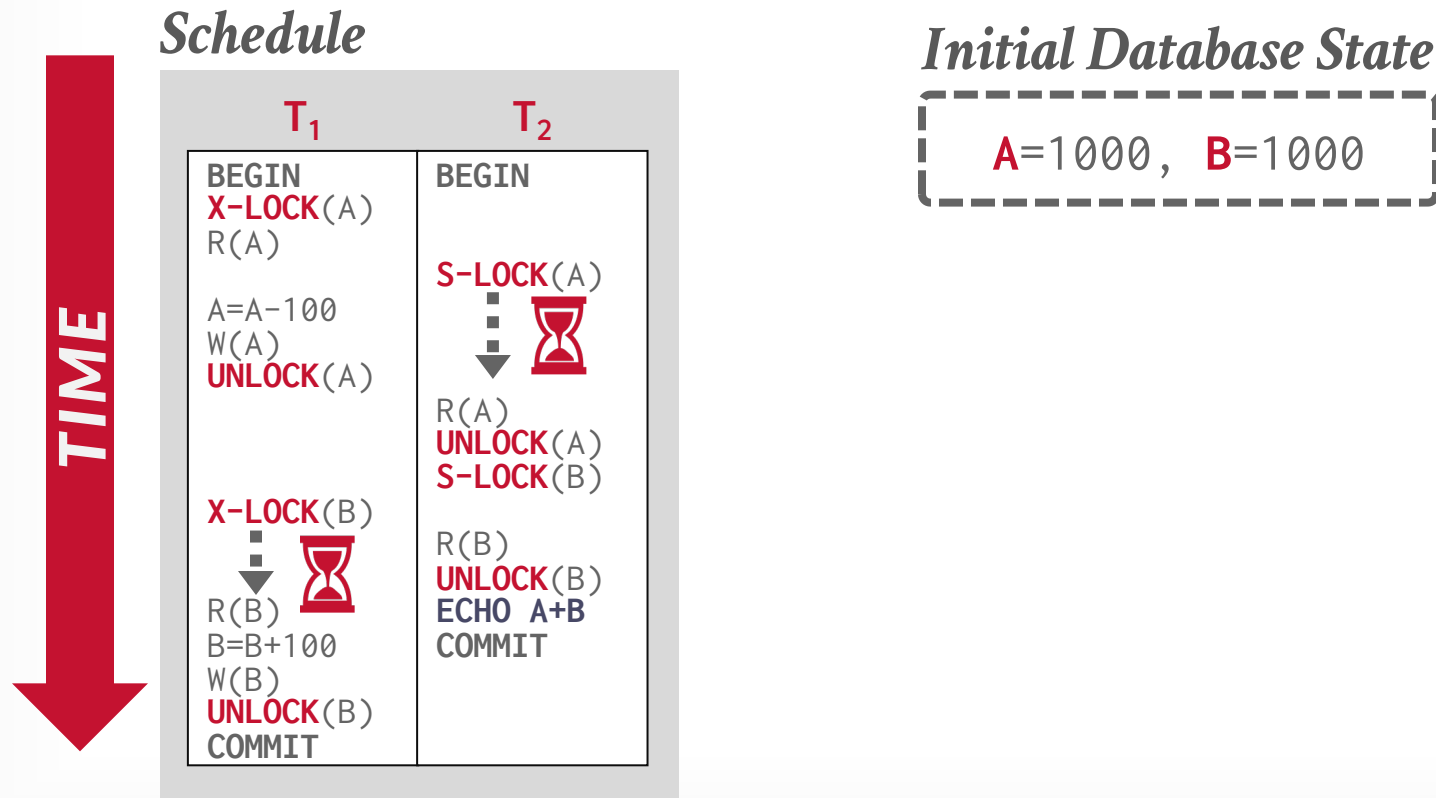 Schedule
Initial Database State
A=1000, B=1000
TIME
T1
T2
BEGIN
X-LOCK(A)
R(A)
A=A-100
W(A)
UNLOCK(A)
X-LOCK(B)
R(B)
B=B+100
W(B)
UNLOCK(B)
COMMIT
BEGIN
S-LOCK(A)
R(A)
UNLOCK(A)
S-LOCK(B)
R(B)
UNLOCK(B)
ECHO A+B
COMMIT